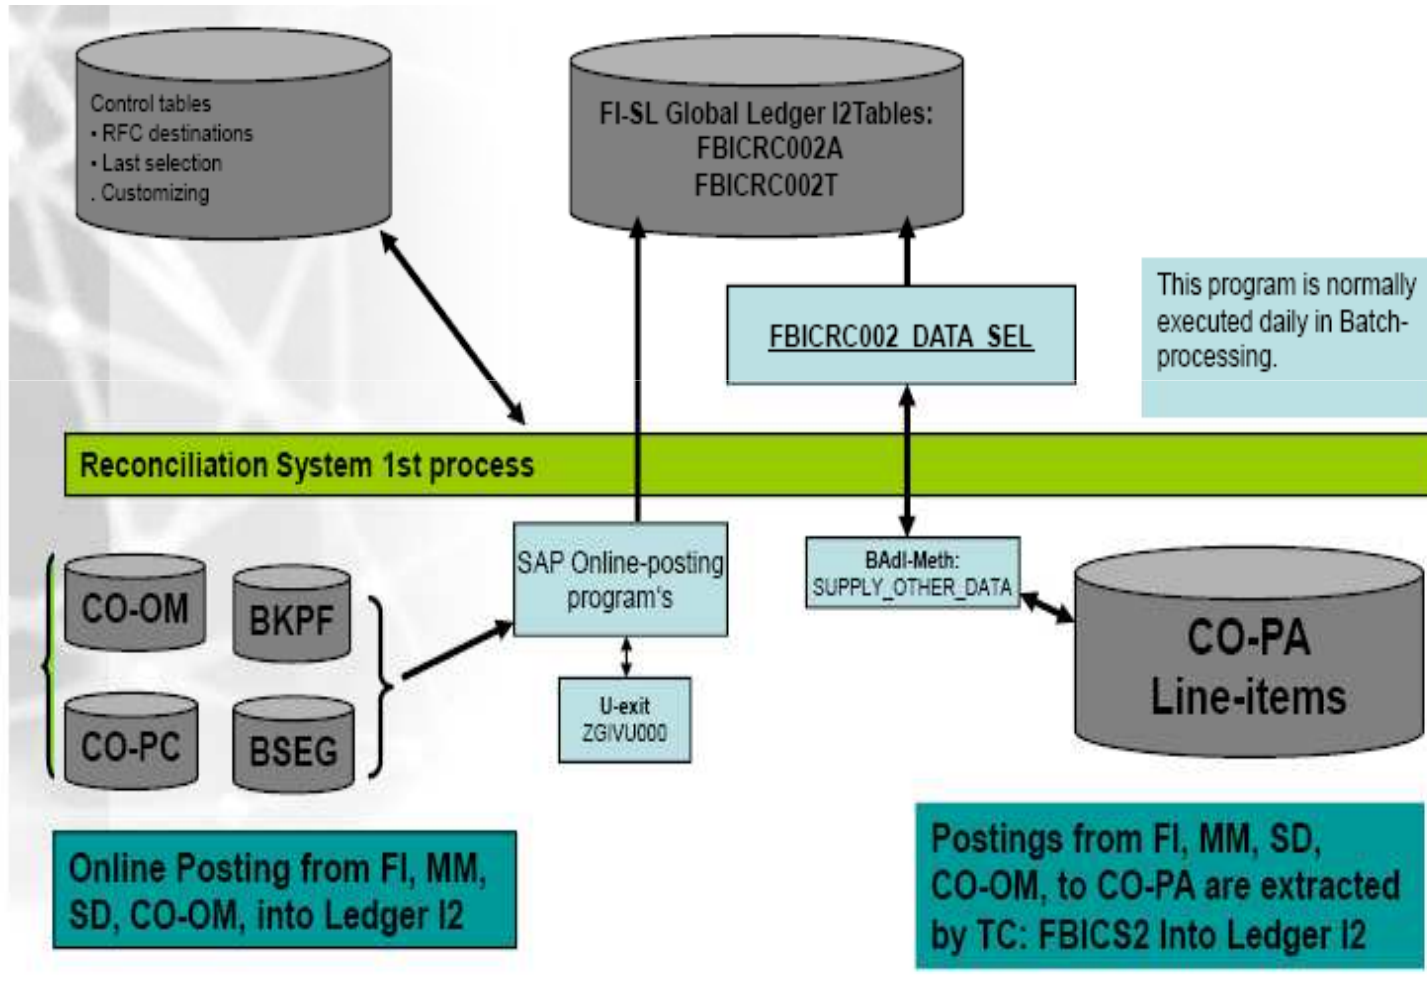 Control tables
• RFC destinations
• Last selection
. Customizing
FI-SL Global Ledger I2Tables:
FBICRC002A
FBICRC002T
This program is normally
executed daily in Batch-
processing.
FBICRC002_DATA_SEL
Reconciliation System 1st process
CO-OM
BKPF
CO-PC
BSEG
SAP Online-posting
program's
U-exit
ZGIVU000
BAdI-Meth:
SUPPLY_OTHER_DATA
CO-PA
Line-items
Online Posting from FI, MM,
SD, CO-OM, into Ledger I2
Postings from FI, MM, SD,
CO-OM, to CO-PA are extracted
by TC: FBICS2 Into Ledger I2